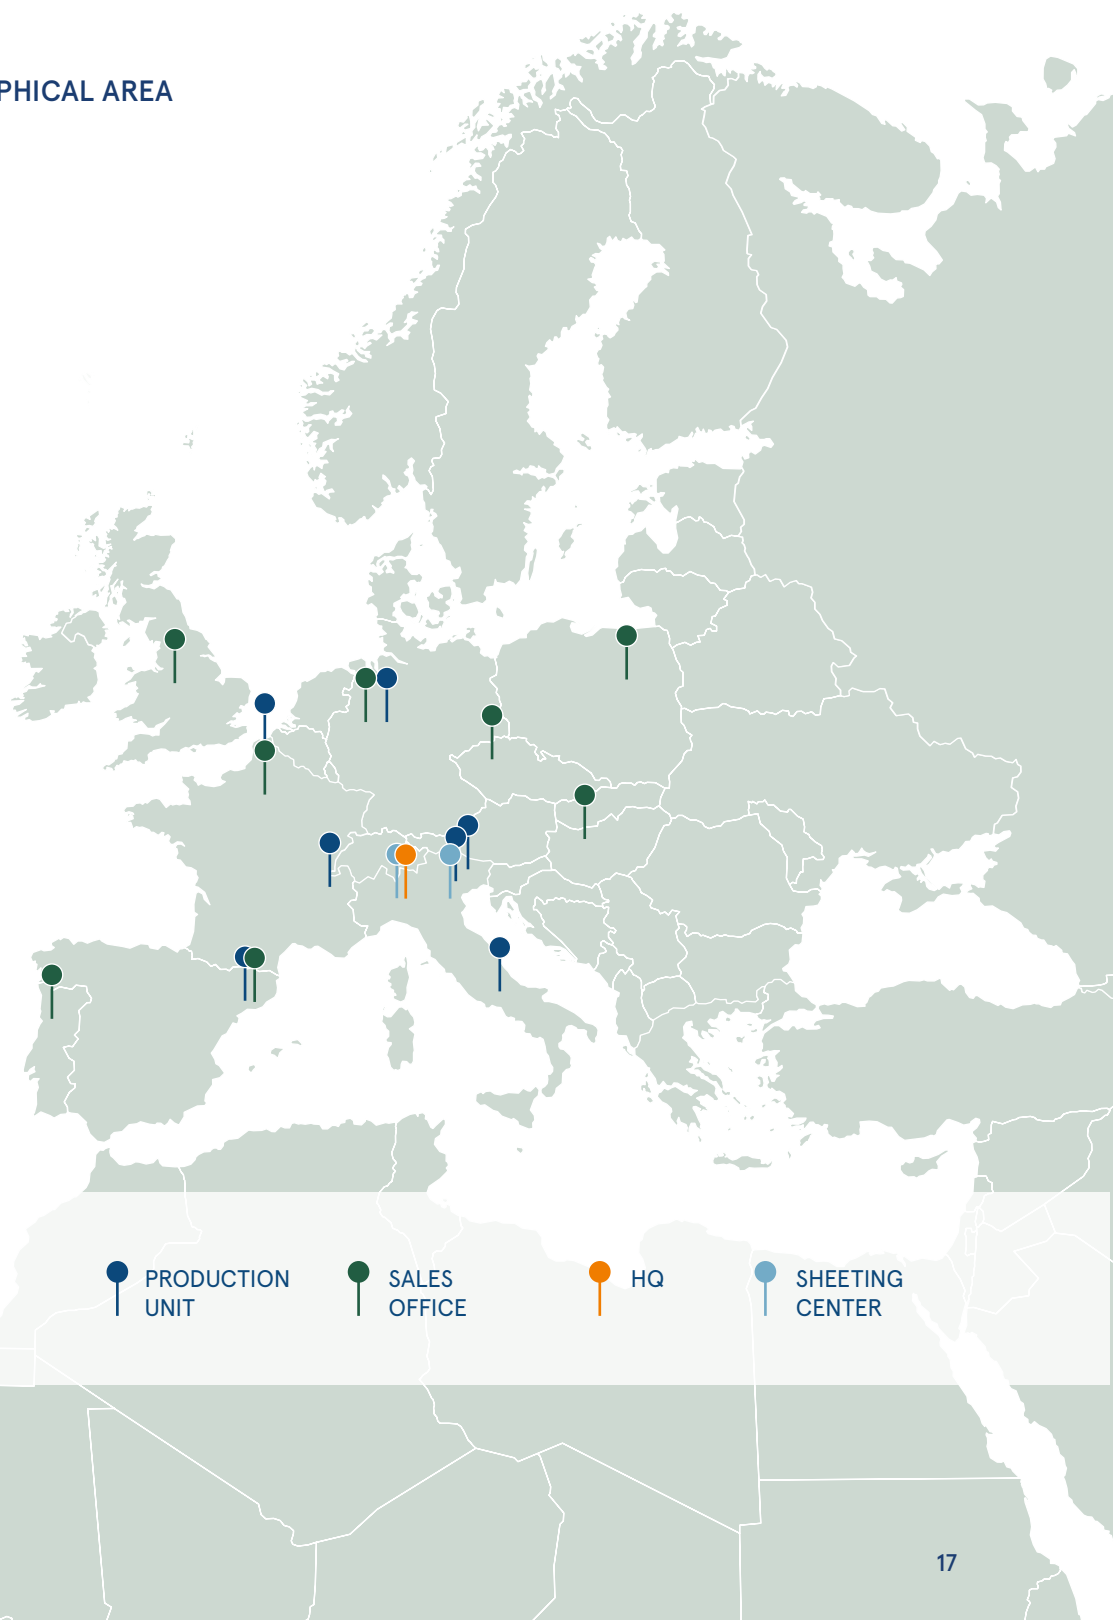 PHICAL AREA
PRODUCTION
UNIT
SALES
OFFICE
HQ
SHEETING
CENTER
17